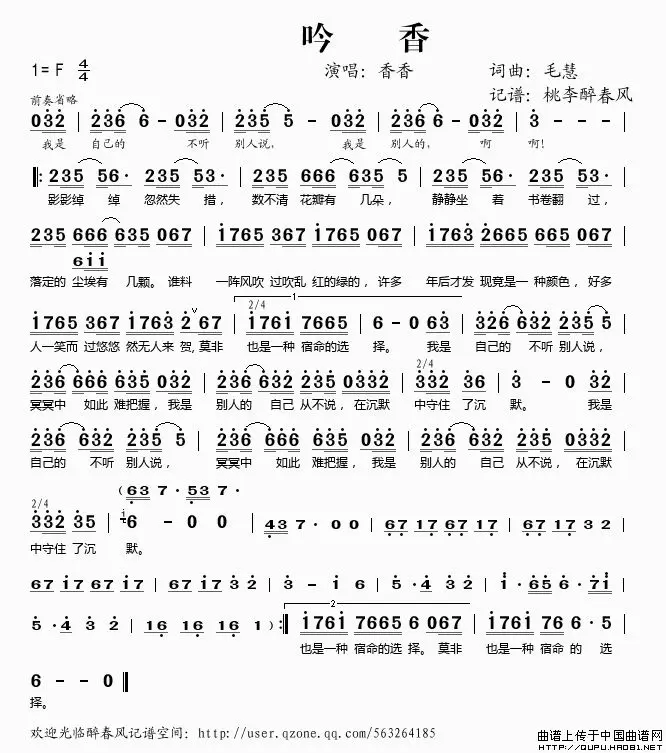 吟 香
1=F 4/4 演唱：香香 词曲：毛慧
记谱：桃李醉春风
前奏省略
032 236 6 - 032 | 235 5 - 032 | 236 6 - 032 | 3 - - - |
我是 自己的 不听 别人说， 我是 别人的， 啊 啊！
‖: 235 56· 235 53· | 235 56· 666 635 5 | 235 56· 235 53· |
影影绰 绰 忽然失 措， 数不清 花瓣有 几朵， 静静坐 着 书卷翻 过，
235 666 635 067 | 1765 367 1765 067 | 1763 2665 665 067 |
6 i i
落定的 尘埃有 几颗。谁料 一阵风吹 过吹乱 红的绿的，许多 年后才发 现竟是一 种颜色，好多
1
2/4
1765 367 1763 2 ∨ 67 | 1761 7665 | 6 - 0 63 | 326 632 235 5 |
人一笑而 过悠悠 然无人来 贺，莫非 也是一种 宿命的选 择。 我是 自己的 不听 别人说，
2/4
236 666 635 032 | 236 632 235 0332 | 332 36 | 3 - 0 32 |
冥冥中 如此 难把握，我是 别人的 自己 从不说，在沉默 中守住 了沉 默。 我是
236 632 235 5 | 236 666 635 032 | 236 632 235 0332 |
自己的 不听 别人说， 冥冥中 如此 难把握，我是 别人的 自己 从不说，在沉默
(63 7· 53 7·
2/4
332 35 | i 6 - 0 0 | 43 7· 0 0 | 67 17 67 17 | 67 17 3 2 |
中守住 了沉 默。
67 17 67 17 | 67 17 3 2 | 3 - 1 6 | 5 ·4 3 2 | 1 ·6 5 6 ·71 |
5 ·4 3 2 | 16 16 16 1 ) :‖ 1761 7665 6 067 | 1761 76 6 · 5 |
2
也是一种 宿命的选 择。莫非 也是一种 宿命 的 选
6 - - 0 ‖
择。
欢迎光临醉春风记谱空间：http://user.qzone.qq.com/563264185
曲谱上传于中国曲谱网
HTTP://QUPU.HAO81.NET